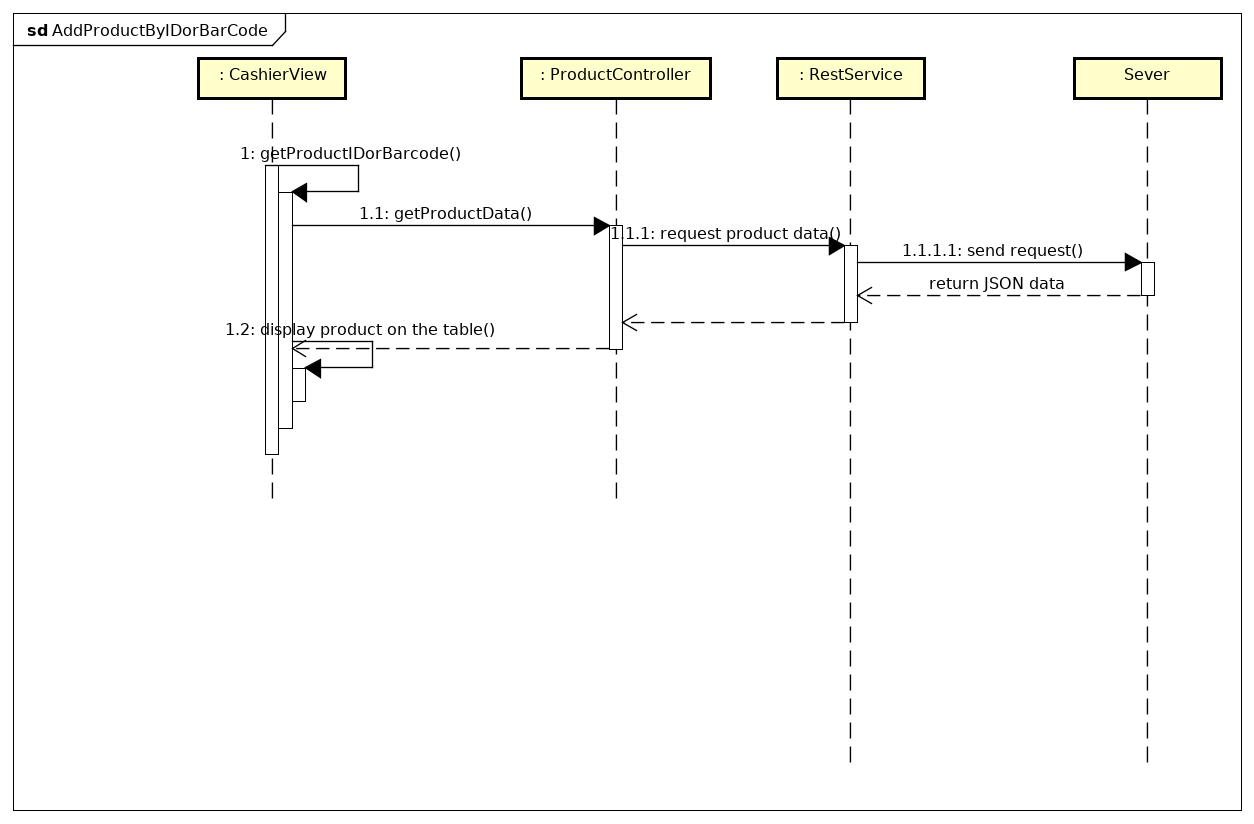 sd AddProductByIDorBarCode
: CashierView
: ProductController
: RestService
Sever
1: getProductIDorBarcode()
1.1: getProductData()
1.1.1: request product data()
1.1.1.1: send request()
return JSON data
1.2: display product on the table()